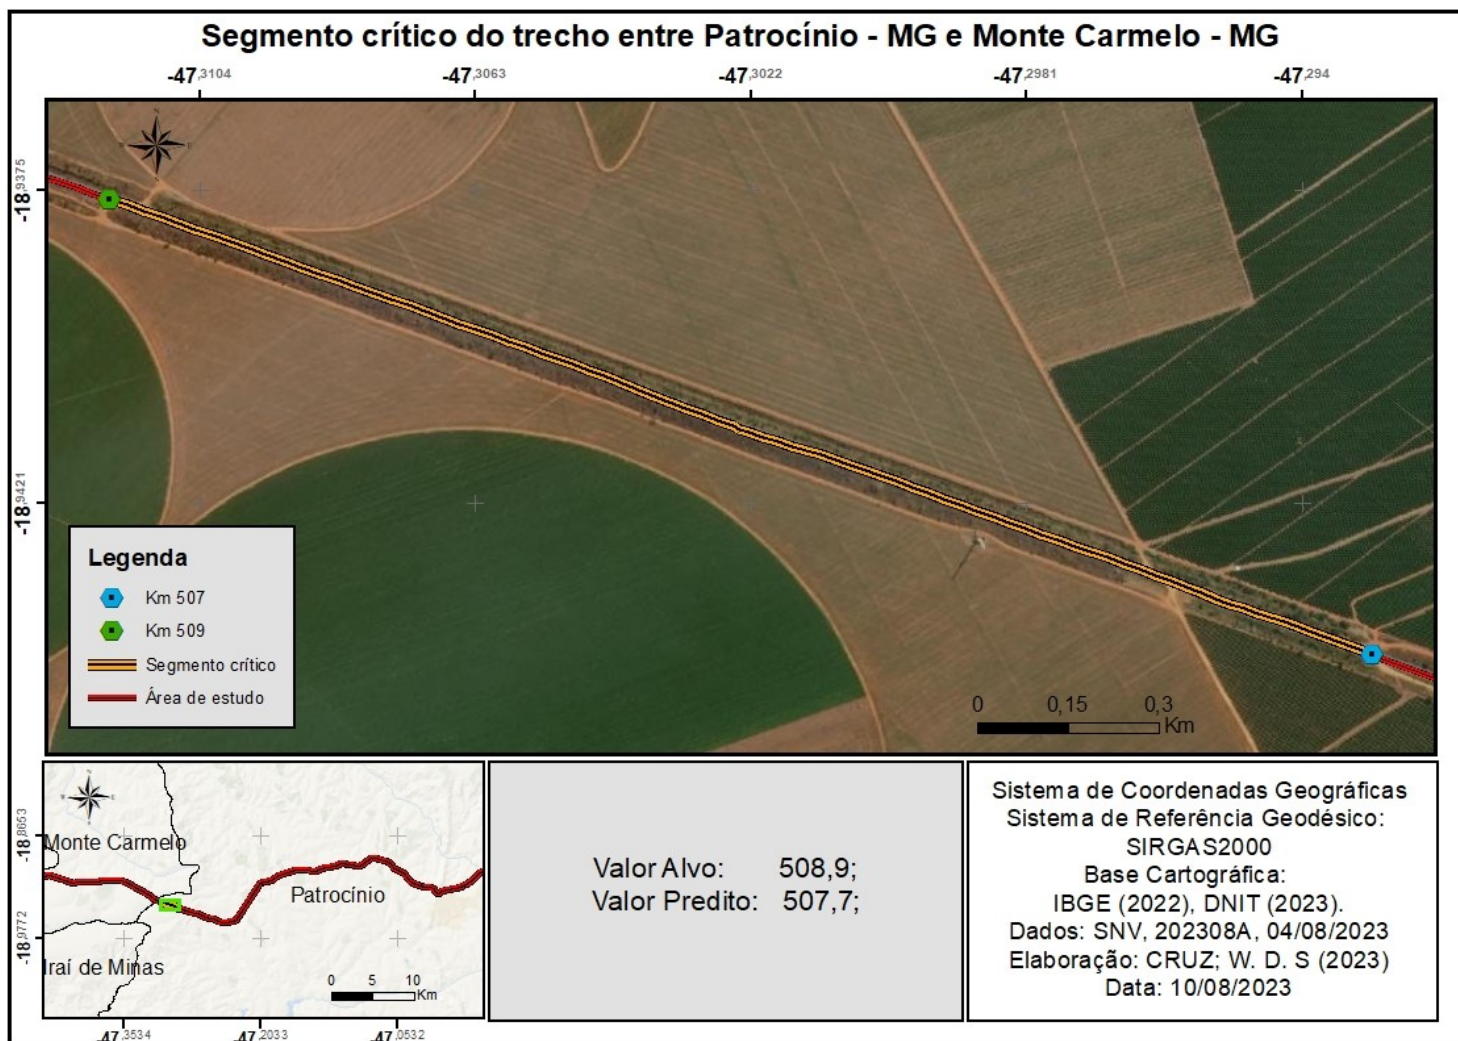 Segmento crítico do trecho entre Patrocínio - MG e Monte Carmelo - MG
-47,3104 -47,3063 -47,3022 -47,2981 -47,294
-18,9375
-18,9421
Legenda
Km 507
Km 509
Segmento crítico
Área de estudo
0 0,15 0,3
Km
N
Monte Carmelo
Patrocínio
Iraí de Minas
-18,8653
-18,9772
0 5 10
Km
-47,3534 -47,2033 -47,0532
Valor Alvo: 508,9;
Valor Predito: 507,7;
Sistema de Coordenadas Geográficas
Sistema de Referência Geodésico:
SIRGAS2000
Base Cartográfica:
IBGE (2022), DNIT (2023).
Dados: SNV, 202308A, 04/08/2023
Elaboração: CRUZ; W. D. S (2023)
Data: 10/08/2023